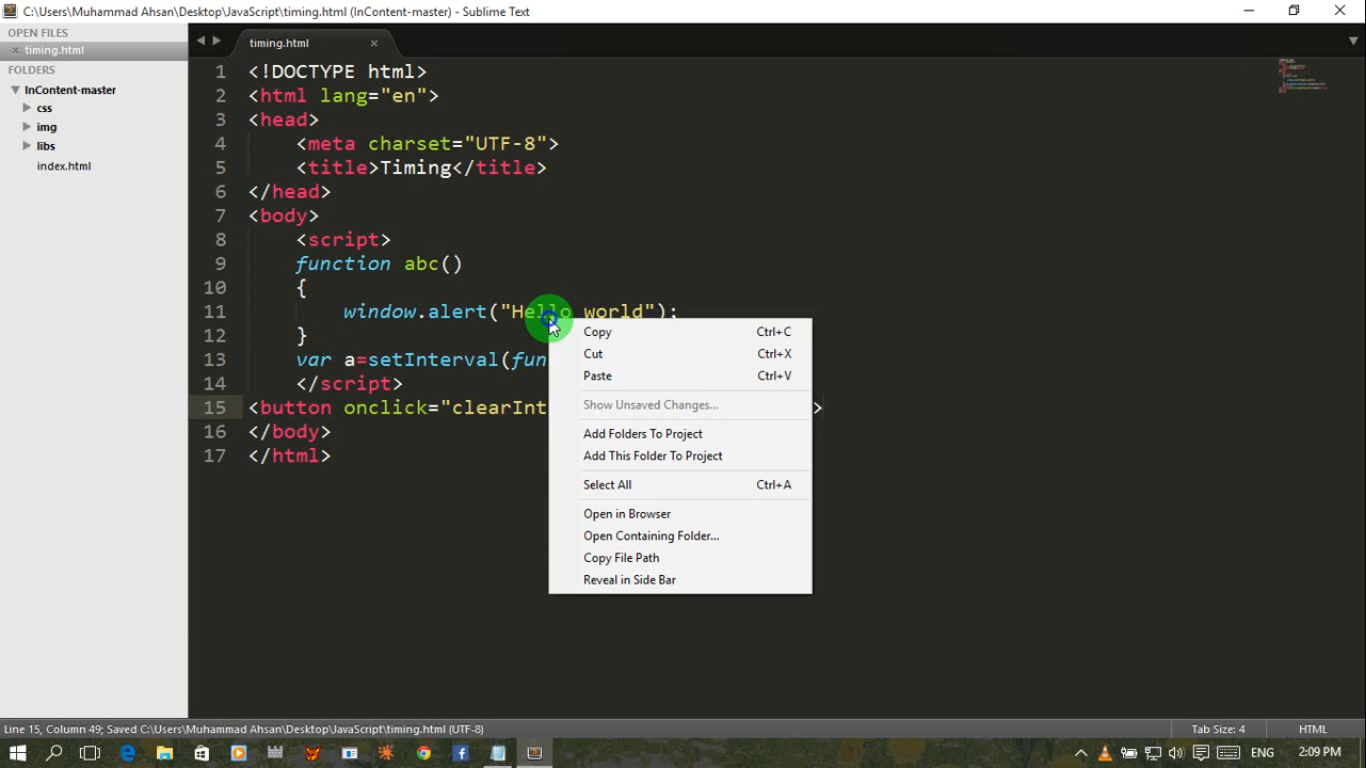 C:\Users\Muhammad Ahsan\Desktop\JavaScript\timing.html (InContent-master) - Sublime Text
OPEN FILES
timing.html
FOLDERS
InContent-master
css
img
libs
index.html
timing.html
1 <!DOCTYPE html>
2 <html lang="en">
3 <head>
4 <meta charset="UTF-8">
5 <title>Timing</title>
6 </head>
7 <body>
8 <script>
9 function abc()
10 {
11 window.alert("Hello world");
12 }
13 var a=setInterval(fun
14 </script>
15 <button onclick="clearInt >
16 </body>
17 </html>
Copy Ctrl+C
Cut Ctrl+X
Paste Ctrl+V
Show Unsaved Changes...
Add Folders To Project
Add This Folder To Project
Select All Ctrl+A
Open in Browser
Open Containing Folder...
Copy File Path
Reveal in Side Bar
Line 15, Column 49; Saved C:\Users\Muhammad Ahsan\Desktop\JavaScript\timing.html (UTF-8)
Tab Size: 4
HTML
ENG
2:09 PM